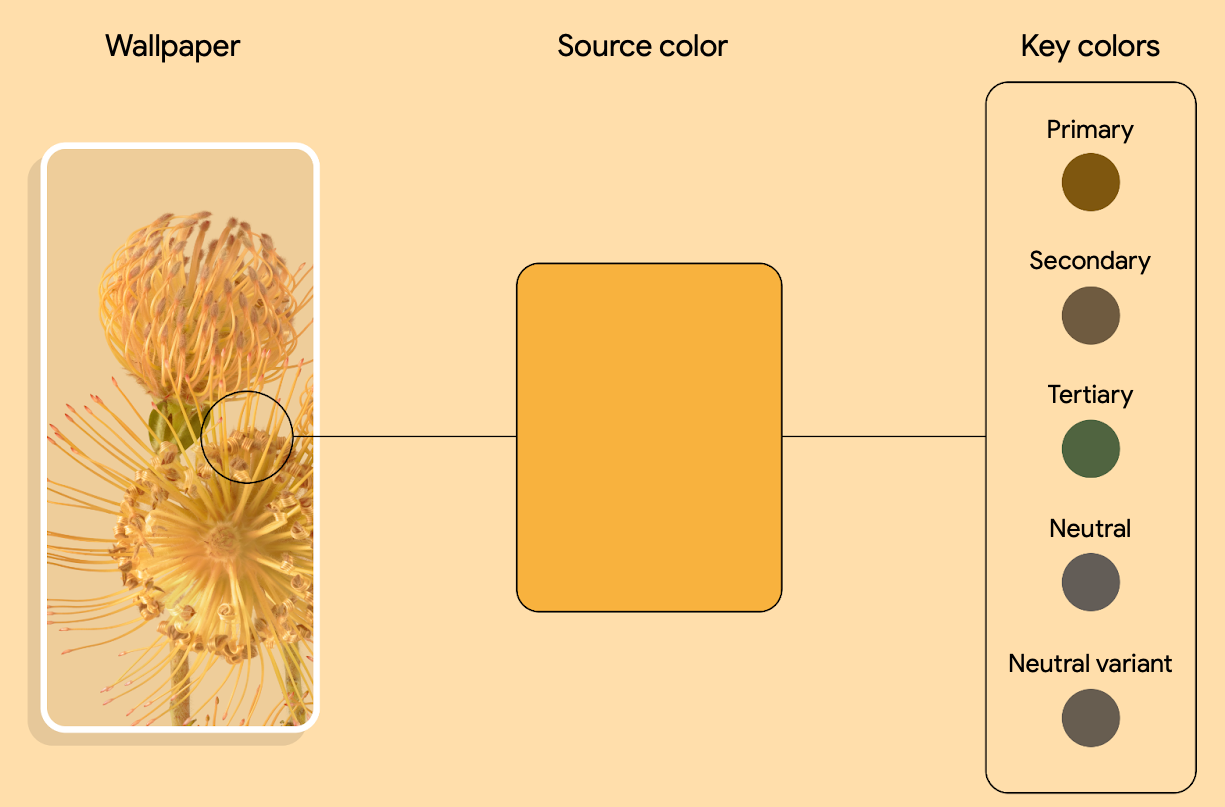 Wallpaper
Source color
Key colors
Primary
Secondary
Tertiary
Neutral
Neutral variant